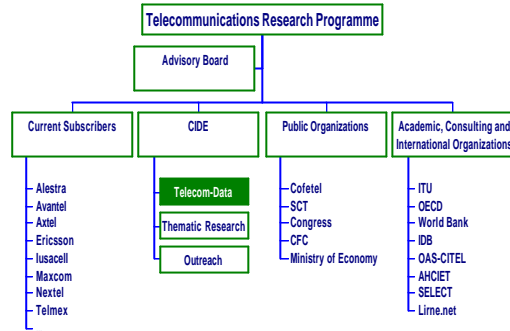 Telecommunications Research Programme
Advisory Board
Current Subscribers
Alestra
Avantel
Axtel
Ericsson
Iusacell
Maxcom
Nextel
Telmex
CIDE
Telecom-Data
Thematic Research
Outreach
Public Organizations
Cofetel
SCT
Congress
CFC
Ministry of Economy
Academic, Consulting and
International Organizations
ITU
OECD
World Bank
IDB
OAS-CITEL
AHCIET
SELECT
Lirne.net